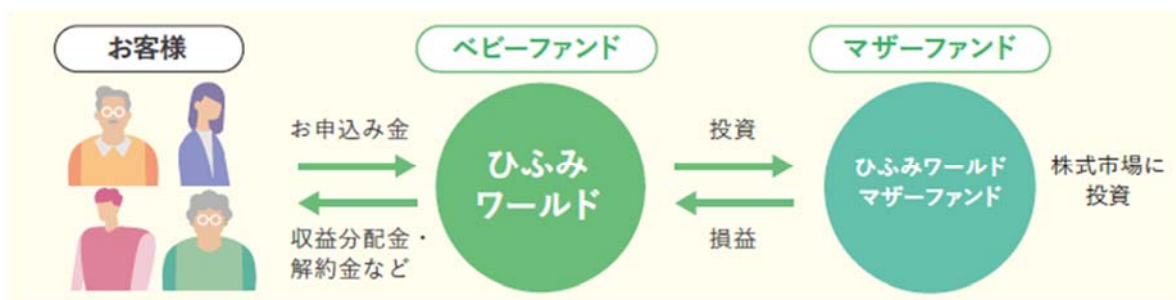 お客様
ベビーファンド
マザーファンド
お申込み金
投資
ひふみ
ワールド
ひふみワールド
マザーファンド
株式市場に
投資
収益分配金・
解約金など
損益